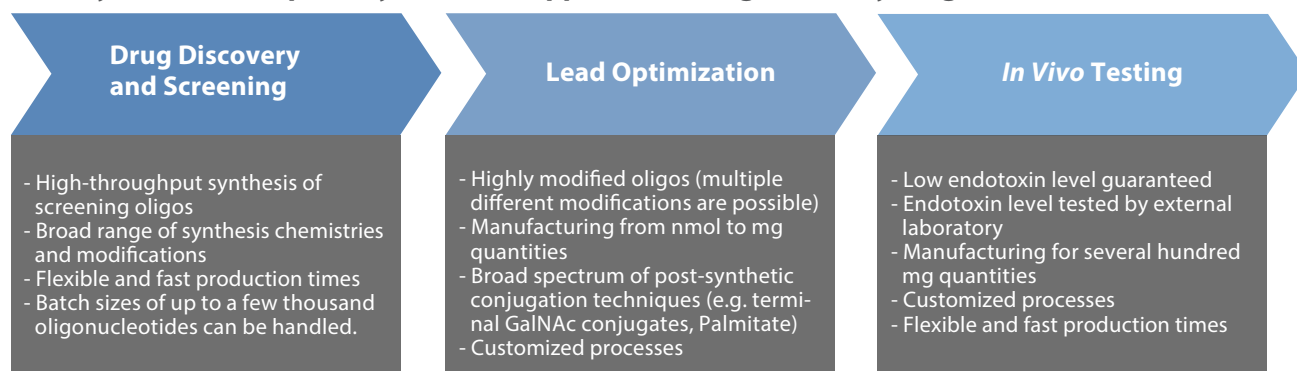 Drug Discovery
and Screening
- High-throughput synthesis of
screening oligos
- Broad range of synthesis chemistries
and modifications
- Flexible and fast production times
- Batch sizes of up to a few thousand
oligonucleotides can be handled.
Lead Optimization
- Highly modified oligos (multiple
different modifications are possible)
- Manufacturing from nmol to mg
quantities
- Broad spectrum of post-synthetic
conjugation techniques (e.g. termi-
nal GalNAc conjugates, Palmitate)
- Customized processes
In Vivo Testing
- Low endotoxin level guaranteed
- Endotoxin level tested by external
laboratory
- Manufacturing for several hundred
mg quantities
- Customized processes
- Flexible and fast production times